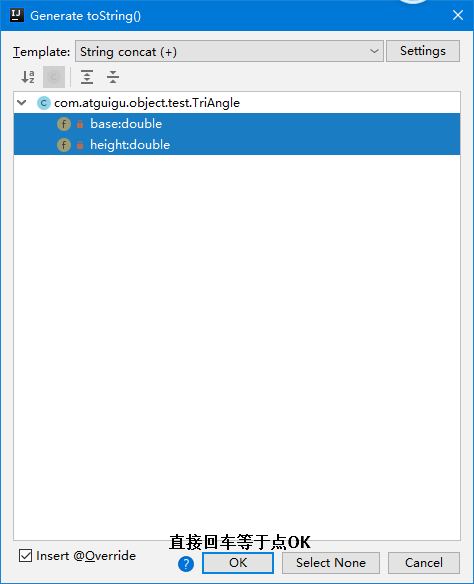 Generate toString()
Template: String concat (+) Settings
com.atguigu.object.test.TriAngle
base:double
height:double
直接回车等于点OK
Insert @Override
OK Select None Cancel